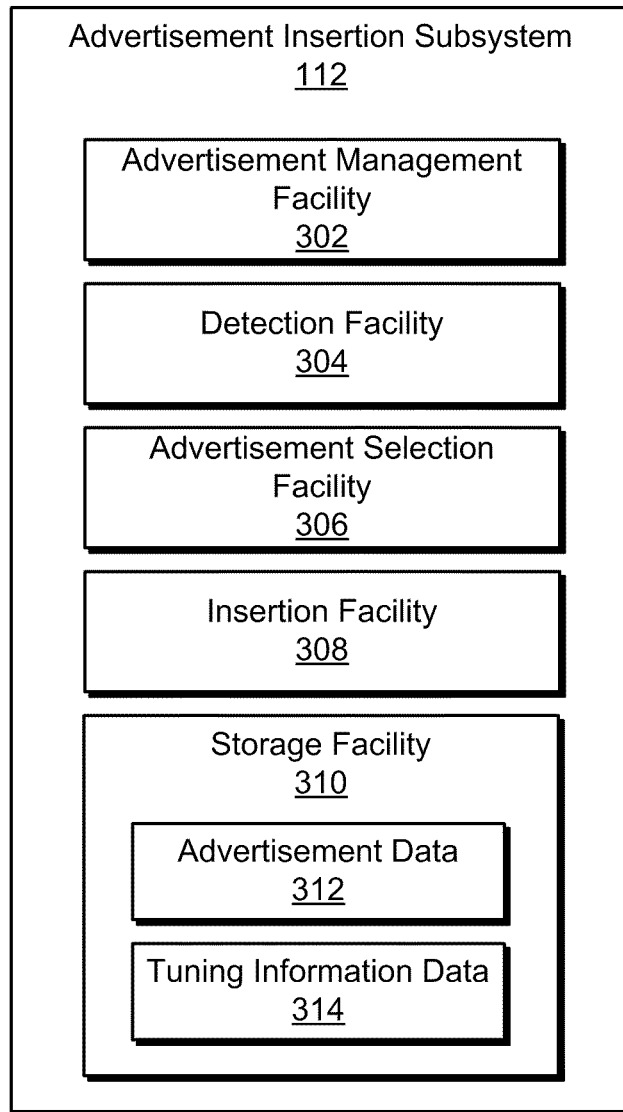 Advertisement Insertion Subsystem
112
Advertisement Management
Facility
302
Detection Facility
304
Advertisement Selection
Facility
306
Insertion Facility
308
Storage Facility
310
Advertisement Data
312
Tuning Information Data
314